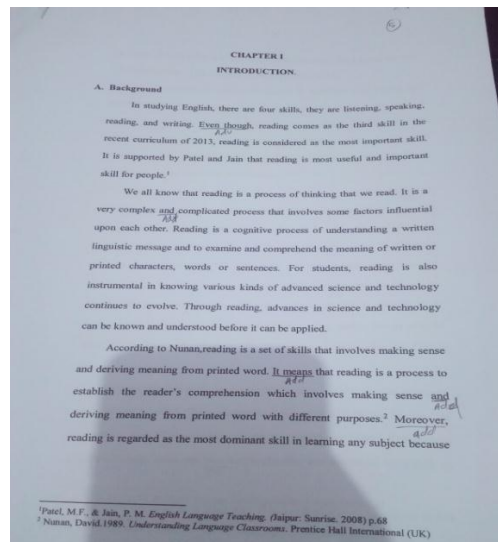 6
CHAPTER I
INTRODUCTION.
A. Background
In studying English, there are four skills, they are listening, speaking,
reading, and writing. Even though, reading comes as the third skill in the
Adv
recent curriculum of 2013, reading is considered as the most important skill.
It is supported by Patel and Jain that reading is most useful and important
skill for people.¹
We all know that reading is a process of thinking that we read. It is a
very complex and complicated process that involves some factors influential
Add
upon each other. Reading is a cognitive process of understanding a written
linguistic message and to examine and comprehend the meaning of written or
printed characters, words or sentences. For students, reading is also
instrumental in knowing various kinds of advanced science and technology
continues to evolve. Through reading, advances in science and technology
can be known and understood before it can be applied.
According to Nunan,reading is a set of skills that involves making sense
and deriving meaning from printed word. It means that reading is a process to
Add
establish the reader's comprehension which involves making sense and
Add
deriving meaning from printed word with different purposes.² Moreover,
add
reading is regarded as the most dominant skill in learning any subject because
¹Patel, M.F., & Jain, P. M. English Language Teaching. (Jaipur: Sunrise. 2008) p.68
² Nunan, David.1989. Understanding Language Classrooms. Prentice Hall International (UK)